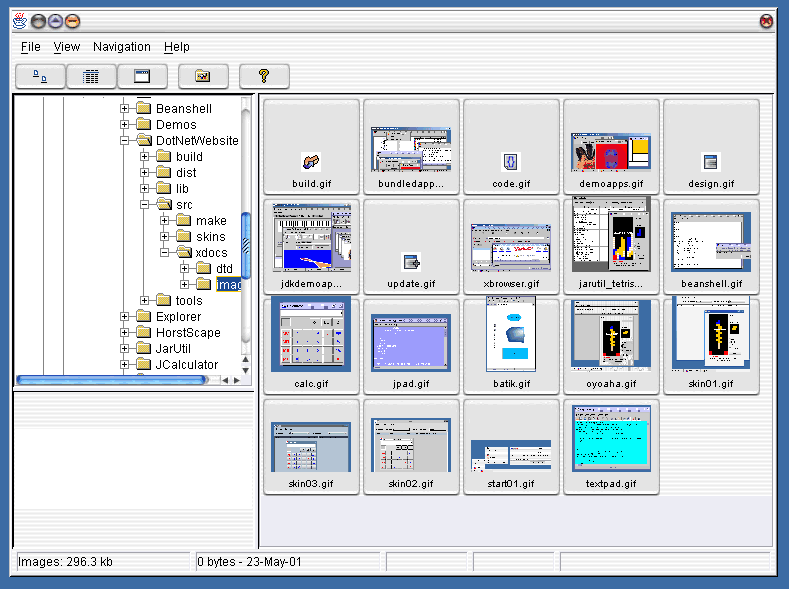 File View Navigation Help
Beanshell
Demos
DotNetWebsite
build
dist
lib
src
make
skins
xdocs
dtd
imag
tools
Explorer
HorstScape
JarUtil
JCalculator
build.gif bundledapp... code.gif demoapps.gif design.gif
jdkdemoap... update.gif xbrowser.gif jarutil_tetris... beanshell.gif
calc.gif jpad.gif batik.gif oyoaha.gif skin01.gif
skin03.gif skin02.gif start01.gif textpad.gif
Images: 296.3 kb 0 bytes - 23-May-01